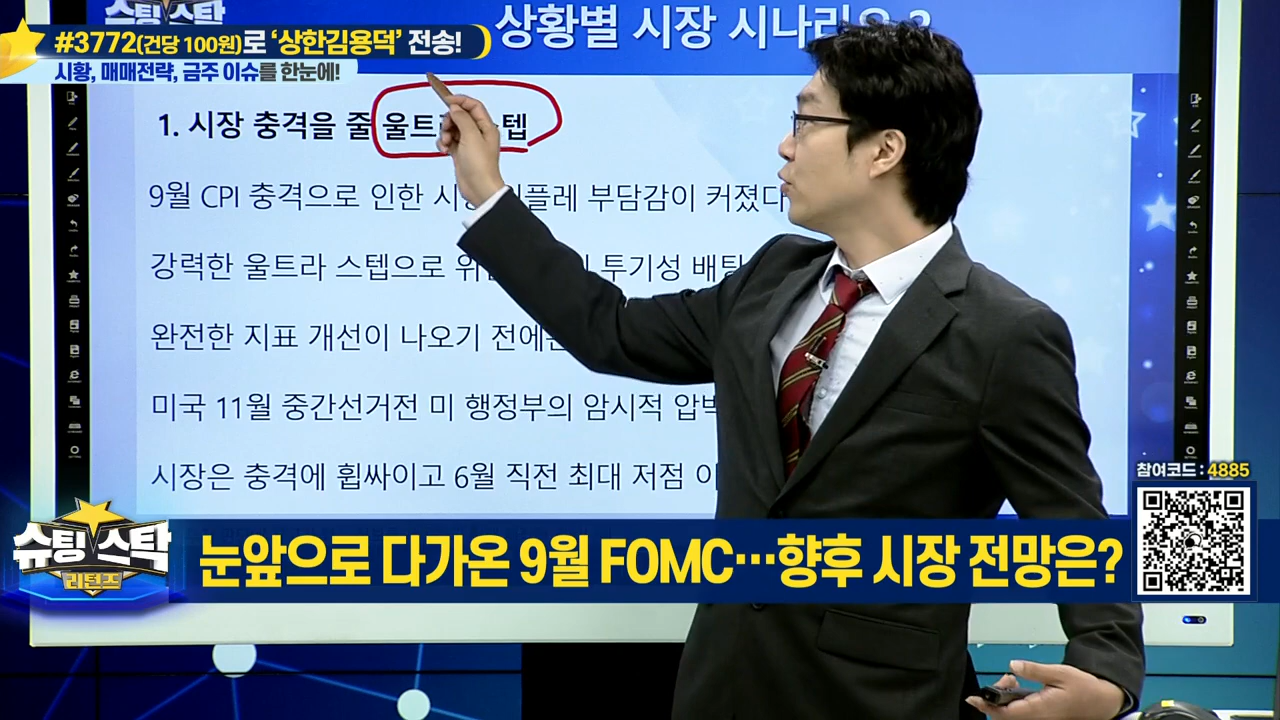 슈팅스탁
#3772(건당 100원)로 ‘상한김용덕’ 전송!
시황, 매매전략, 금주 이슈를 한눈에!
상황별 시장 시나리오
1. 시장 충격을 줄 울트라 스텝
9월 CPI 충격으로 인한 시장 인플레 부담감이 커졌다
강력한 울트라 스텝으로 투기성 배팅
완전한 지표 개선이 나오기 전에는
미국 11월 중간선거전 미 행정부의 암시적 압박
시장은 충격에 휩싸이고 6월 직전 최대 저점
참여코드 : 4885
슈팅스탁
리턴즈
눈앞으로 다가온 9월 FOMC…향후 시장 전망은?